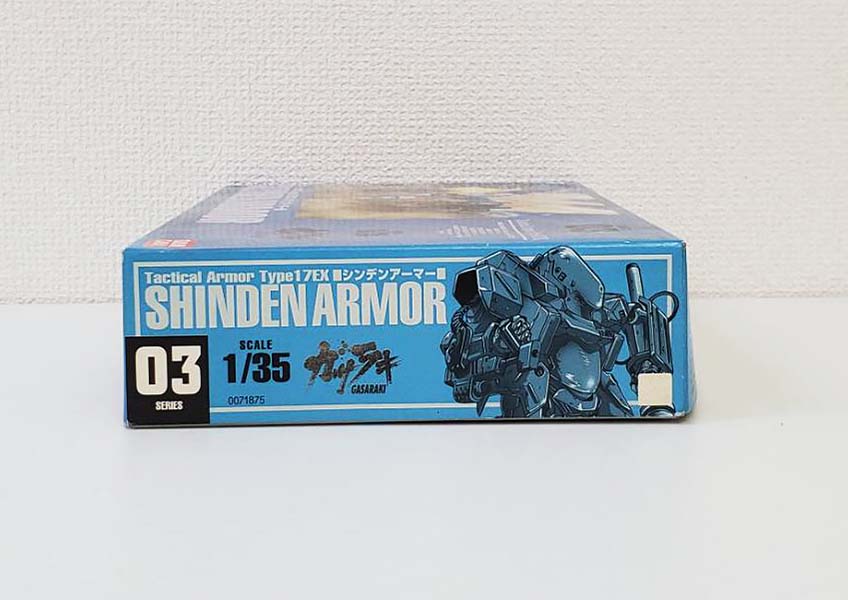 Tactical Armor Type17EX ■シンデンアーマー■
SHINDEN ARMOR
03
SERIES
SCALE
1/35
ガサラキ
GASARAKI
0071875